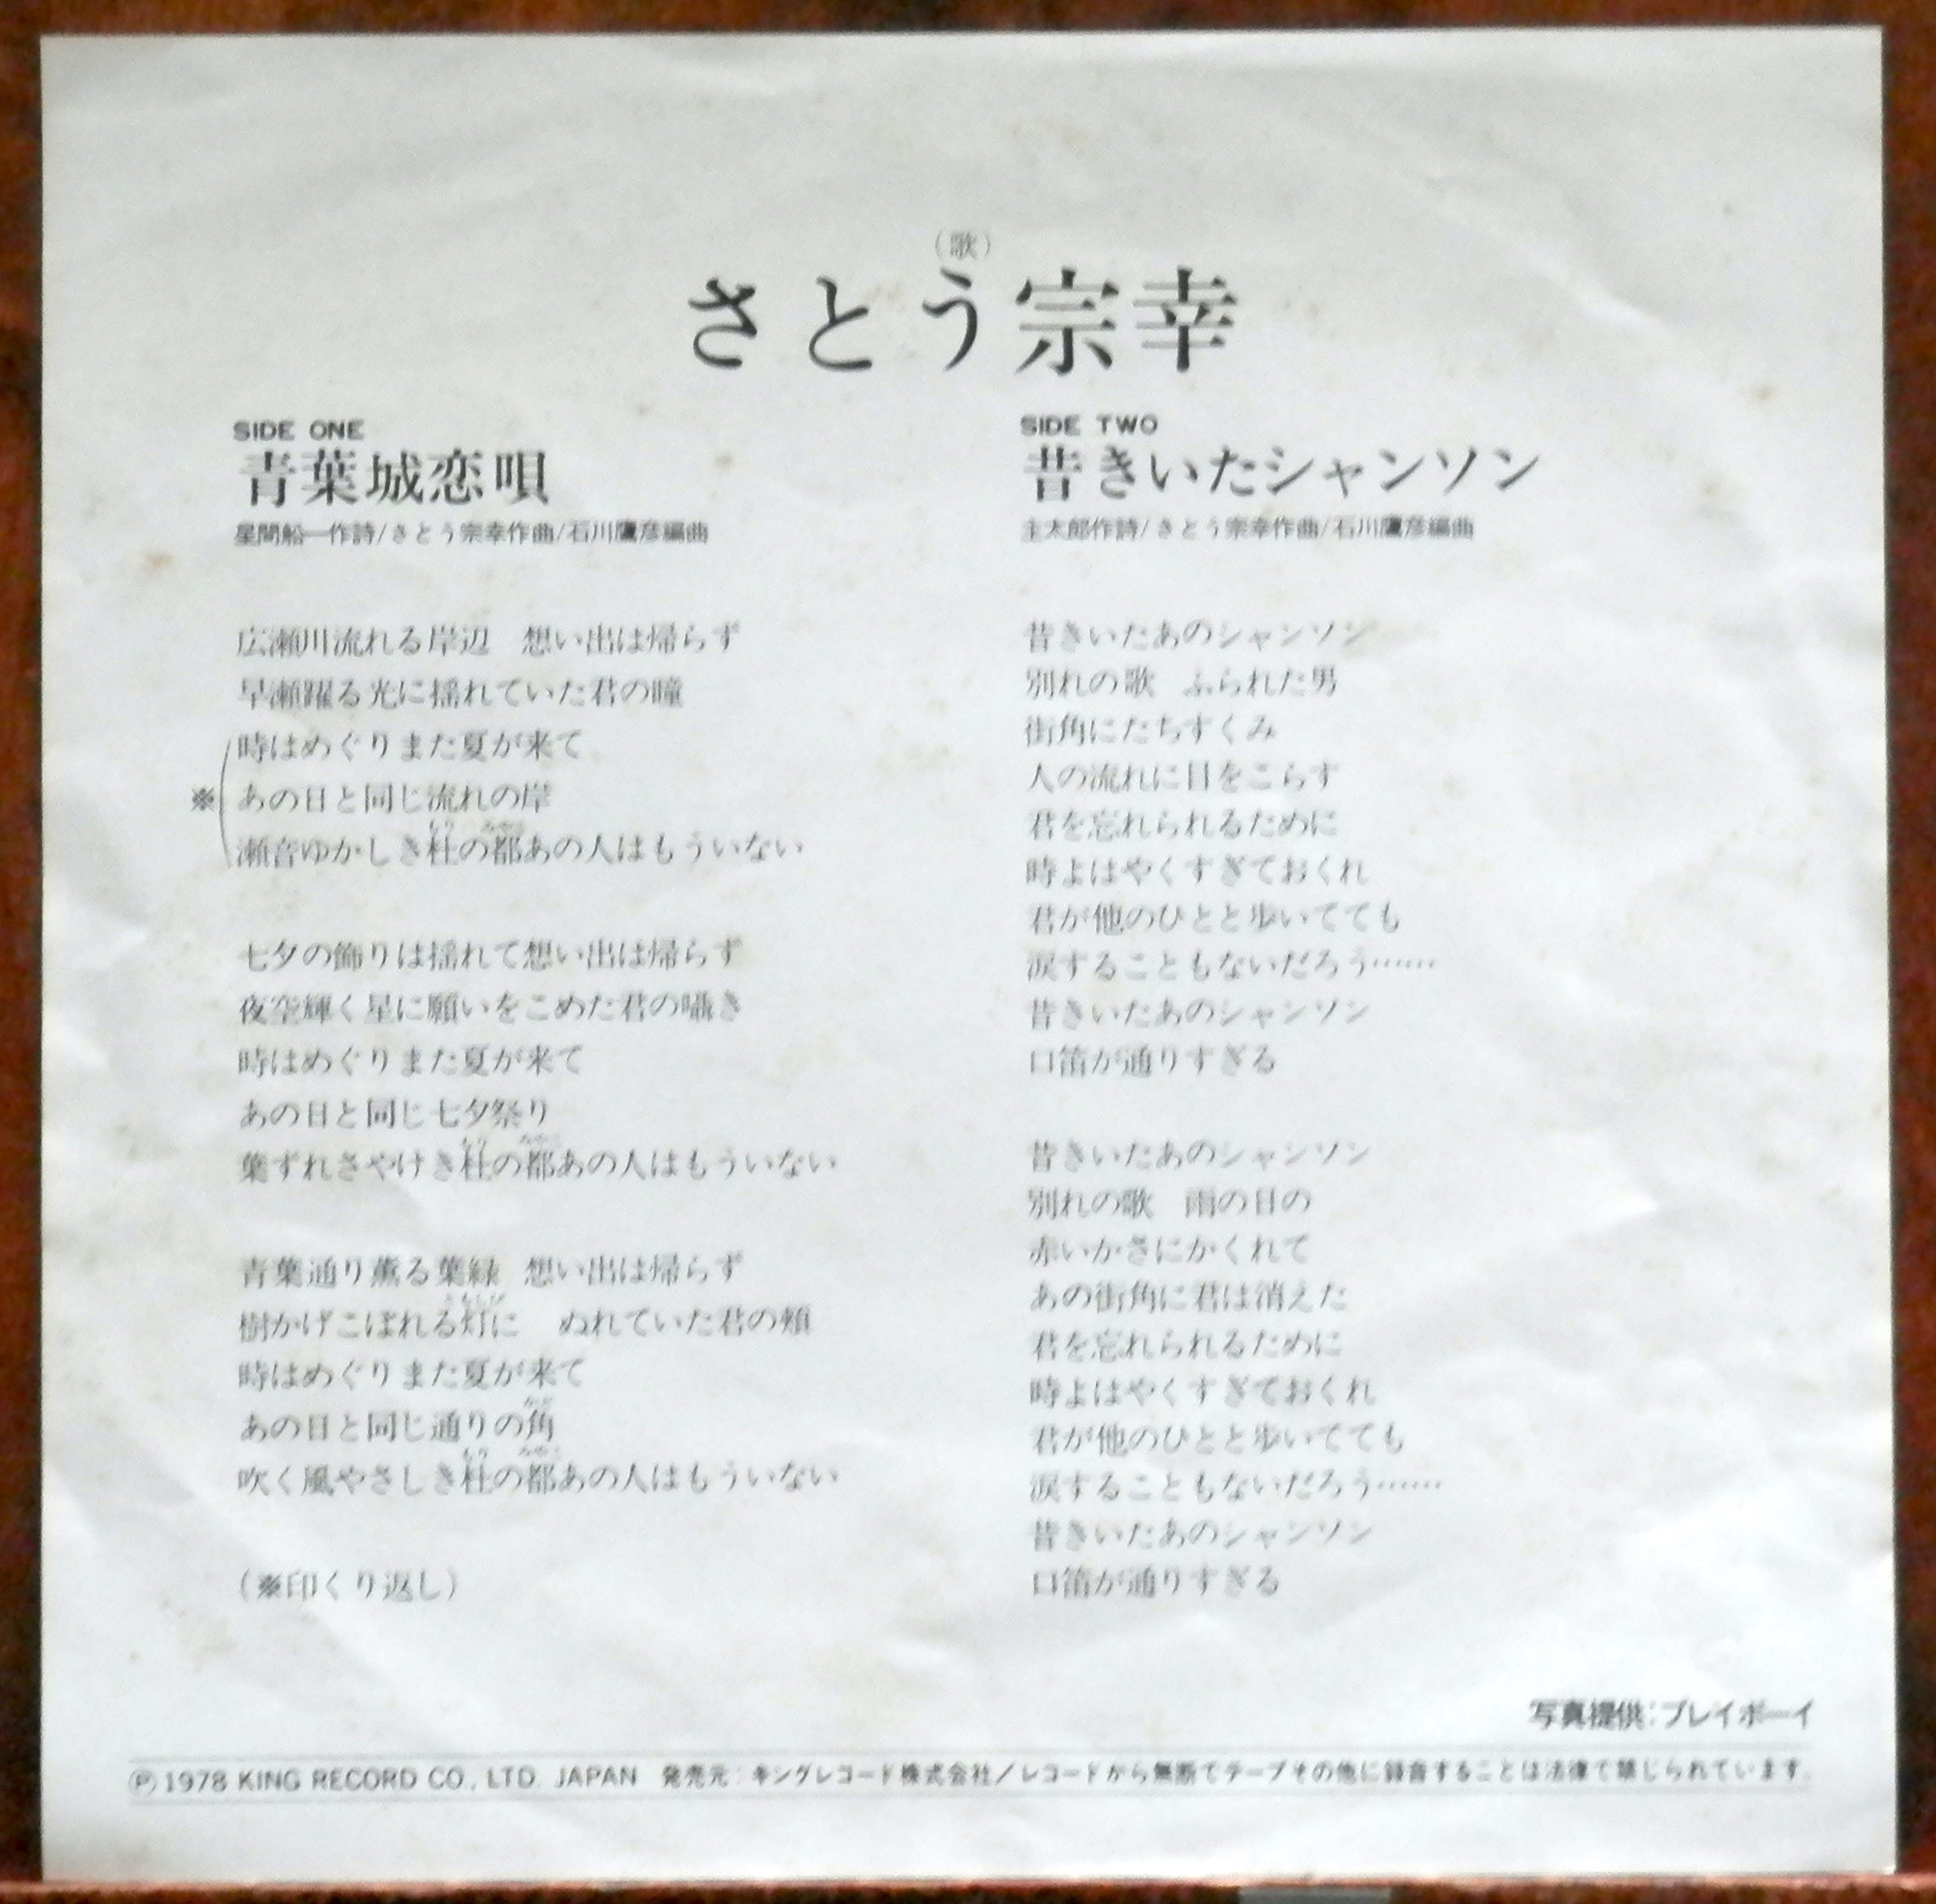 (歌)
さとう宗幸
SIDE ONE
青葉城恋唄
星間船一作詩/さとう宗幸作曲/石川鷹彦編曲
広瀬川流れる岸辺　想い出は帰らず
早瀬躍る光に揺れていた君の瞳
時はめぐりまた夏が来て
※ あの日と同じ流れの岸
瀬音ゆかしき杜の都あの人はもういない
七夕の飾りは揺れて想い出は帰らず
夜空輝く星に願いをこめた君の囁き
時はめぐりまた夏が来て
あの日と同じ七夕祭り
葉ずれさやけき杜の都あの人はもういない
青葉通り薫る葉緑　想い出は帰らず
樹かげこぼれる灯に　ぬれていた君の頬
時はめぐりまた夏が来て
あの日と同じ通りの角
吹く風やさしき杜の都あの人はもういない
(※印くり返し)
SIDE TWO
昔きいたシャンソン
主太郎作詩/さとう宗幸作曲/石川鷹彦編曲
昔きいたあのシャンソン
別れの歌　ふられた男
街角にたちすくみ
人の流れに目をこらす
君を忘れられるために
時よはやくすぎておくれ
君が他のひとと歩いてても
涙することもないだろう……
昔きいたあのシャンソン
口笛が通りすぎる
昔きいたあのシャンソン
別れの歌　雨の日の
赤いかさにかくれて
あの街角に君は消えた
君を忘れられるために
時よはやくすぎておくれ
君が他のひとと歩いてても
涙することもないだろう……
昔きいたあのシャンソン
口笛が通りすぎる
写真提供:プレイボーイ
Ⓟ1978 KING RECORD CO., LTD. JAPAN　発売元:キングレコード株式会社／レコードから無断でテープその他に録音することは法律で禁じられています。